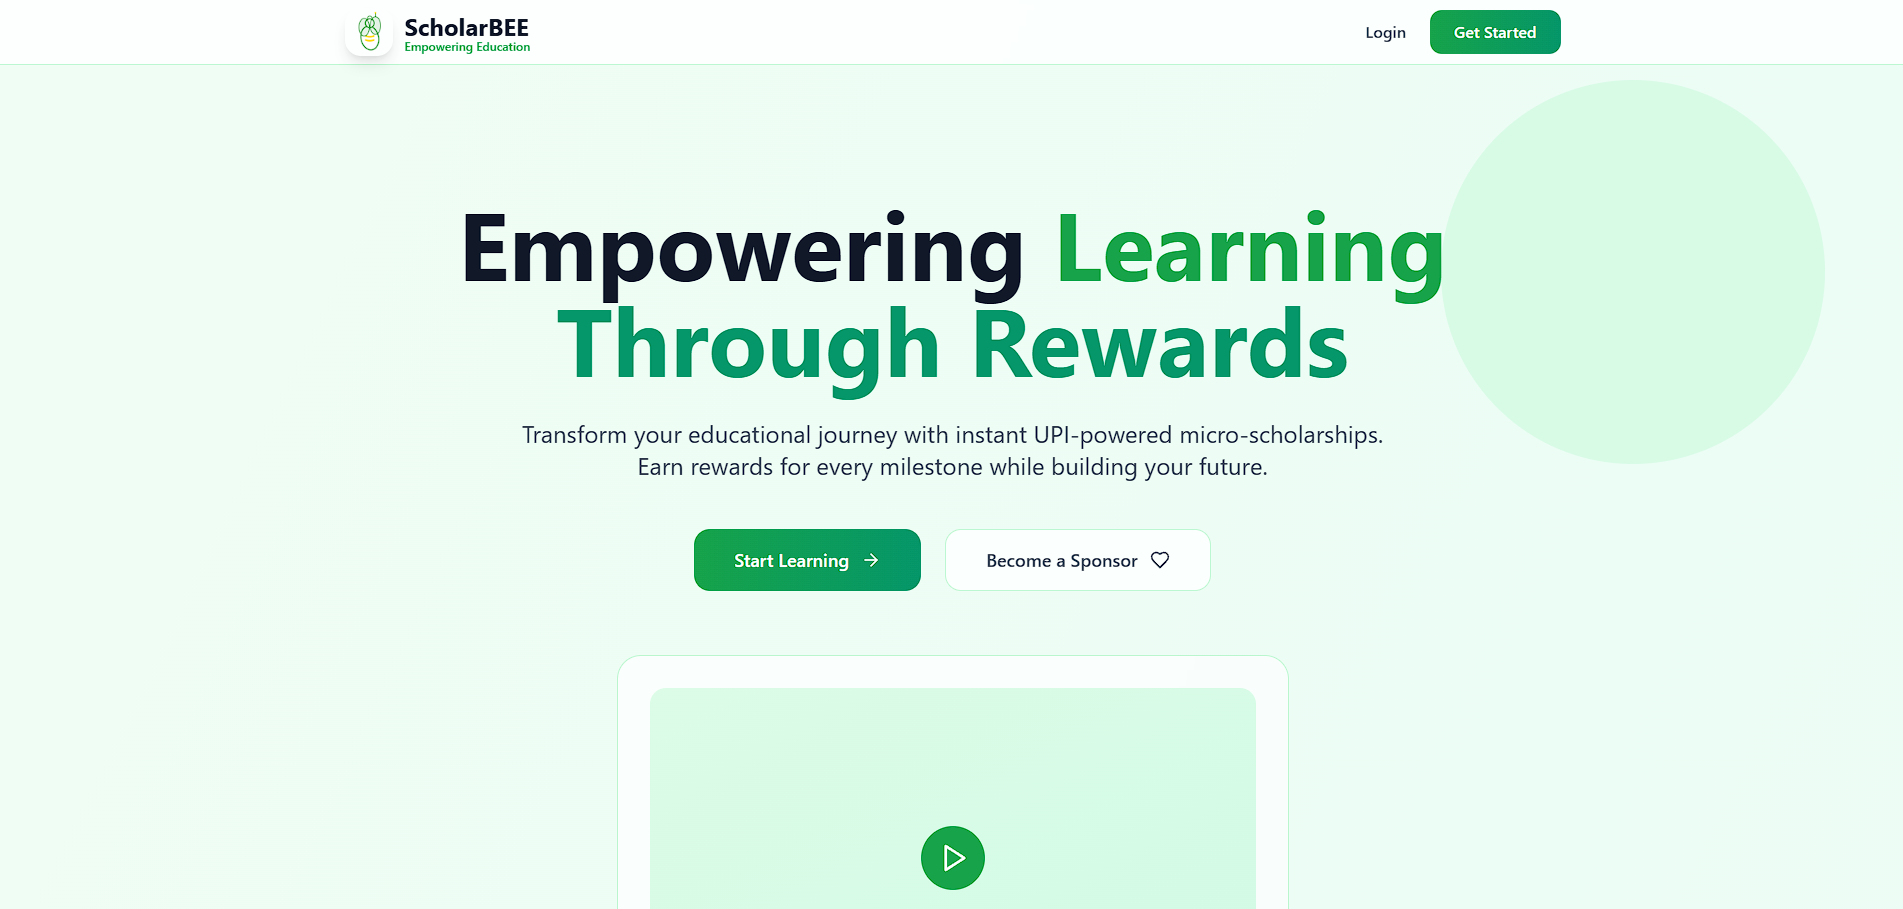 ScholarBEE
Empowering Education
Login
Get Started
Empowering Learning
Through Rewards
Transform your educational journey with instant UPI-powered micro-scholarships.
Earn rewards for every milestone while building your future.
Start Learning
Become a Sponsor